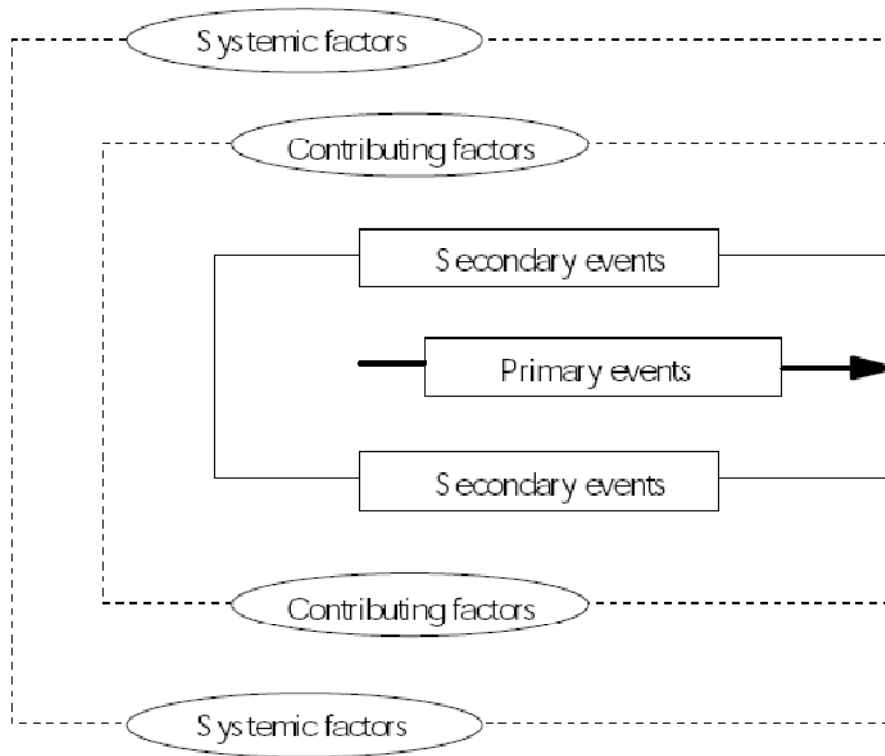 Systemic factors
Contributing factors
Secondary events
Primary events
Secondary events
Contributing factors
Systemic factors